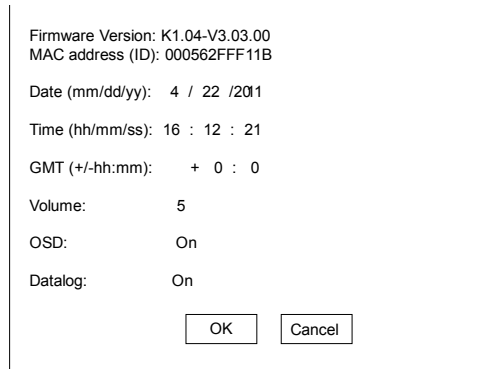 Firmware Version: K1.04-V3.03.00
MAC address (ID): 000562FFF11B
Date (mm/dd/yy): 4 / 22 /2011
Time (hh/mm/ss): 16 : 12 : 21
GMT (+/-hh:mm): + 0 : 0
Volume: 5
OSD: On
Datalog: On
OK Cancel